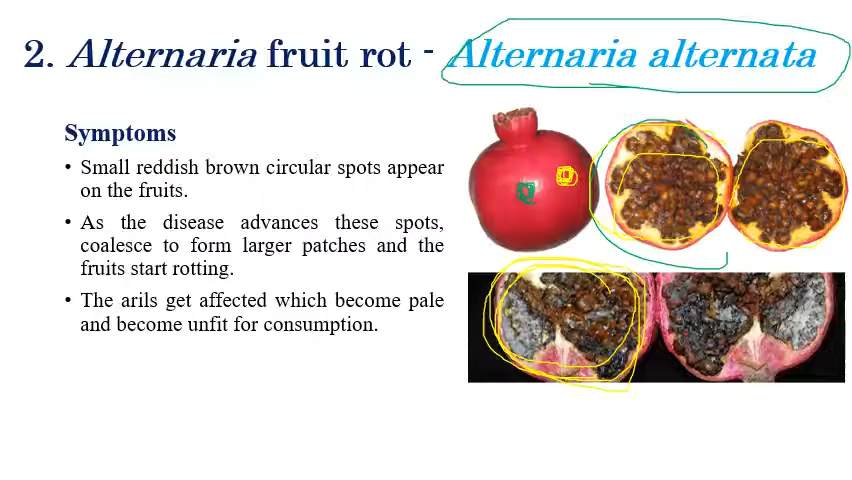 2. Alternaria fruit rot - Alternaria alternata
Symptoms
• Small reddish brown circular spots appear
on the fruits.
• As the disease advances these spots,
coalesce to form larger patches and the
fruits start rotting.
• The arils get affected which become pale
and become unfit for consumption.